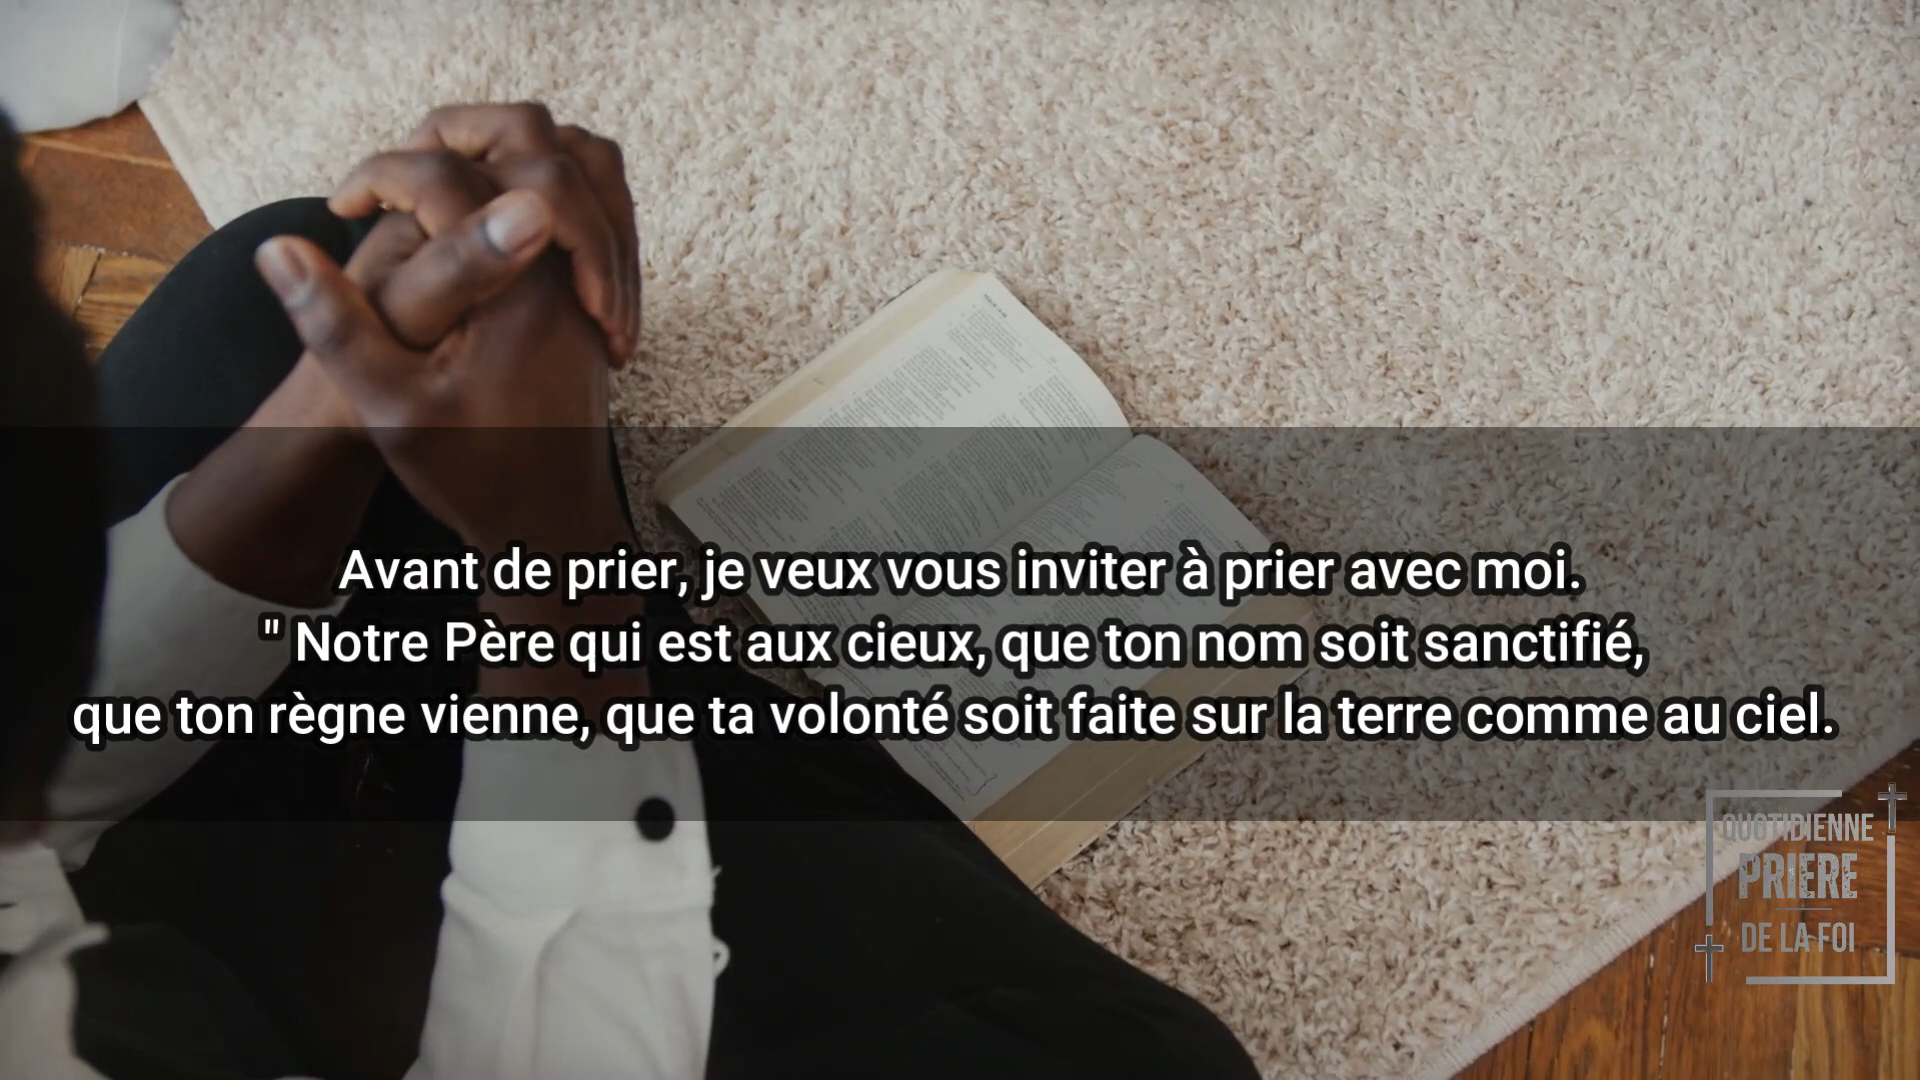 Avant de prier, je veux vous inviter à prier avec moi.
" Notre Père qui est aux cieux, que ton nom soit sanctifié,
que ton règne vienne, que ta volonté soit faite sur la terre comme au ciel.
QUOTIDIENNE
PRIERE
DE LA FOI